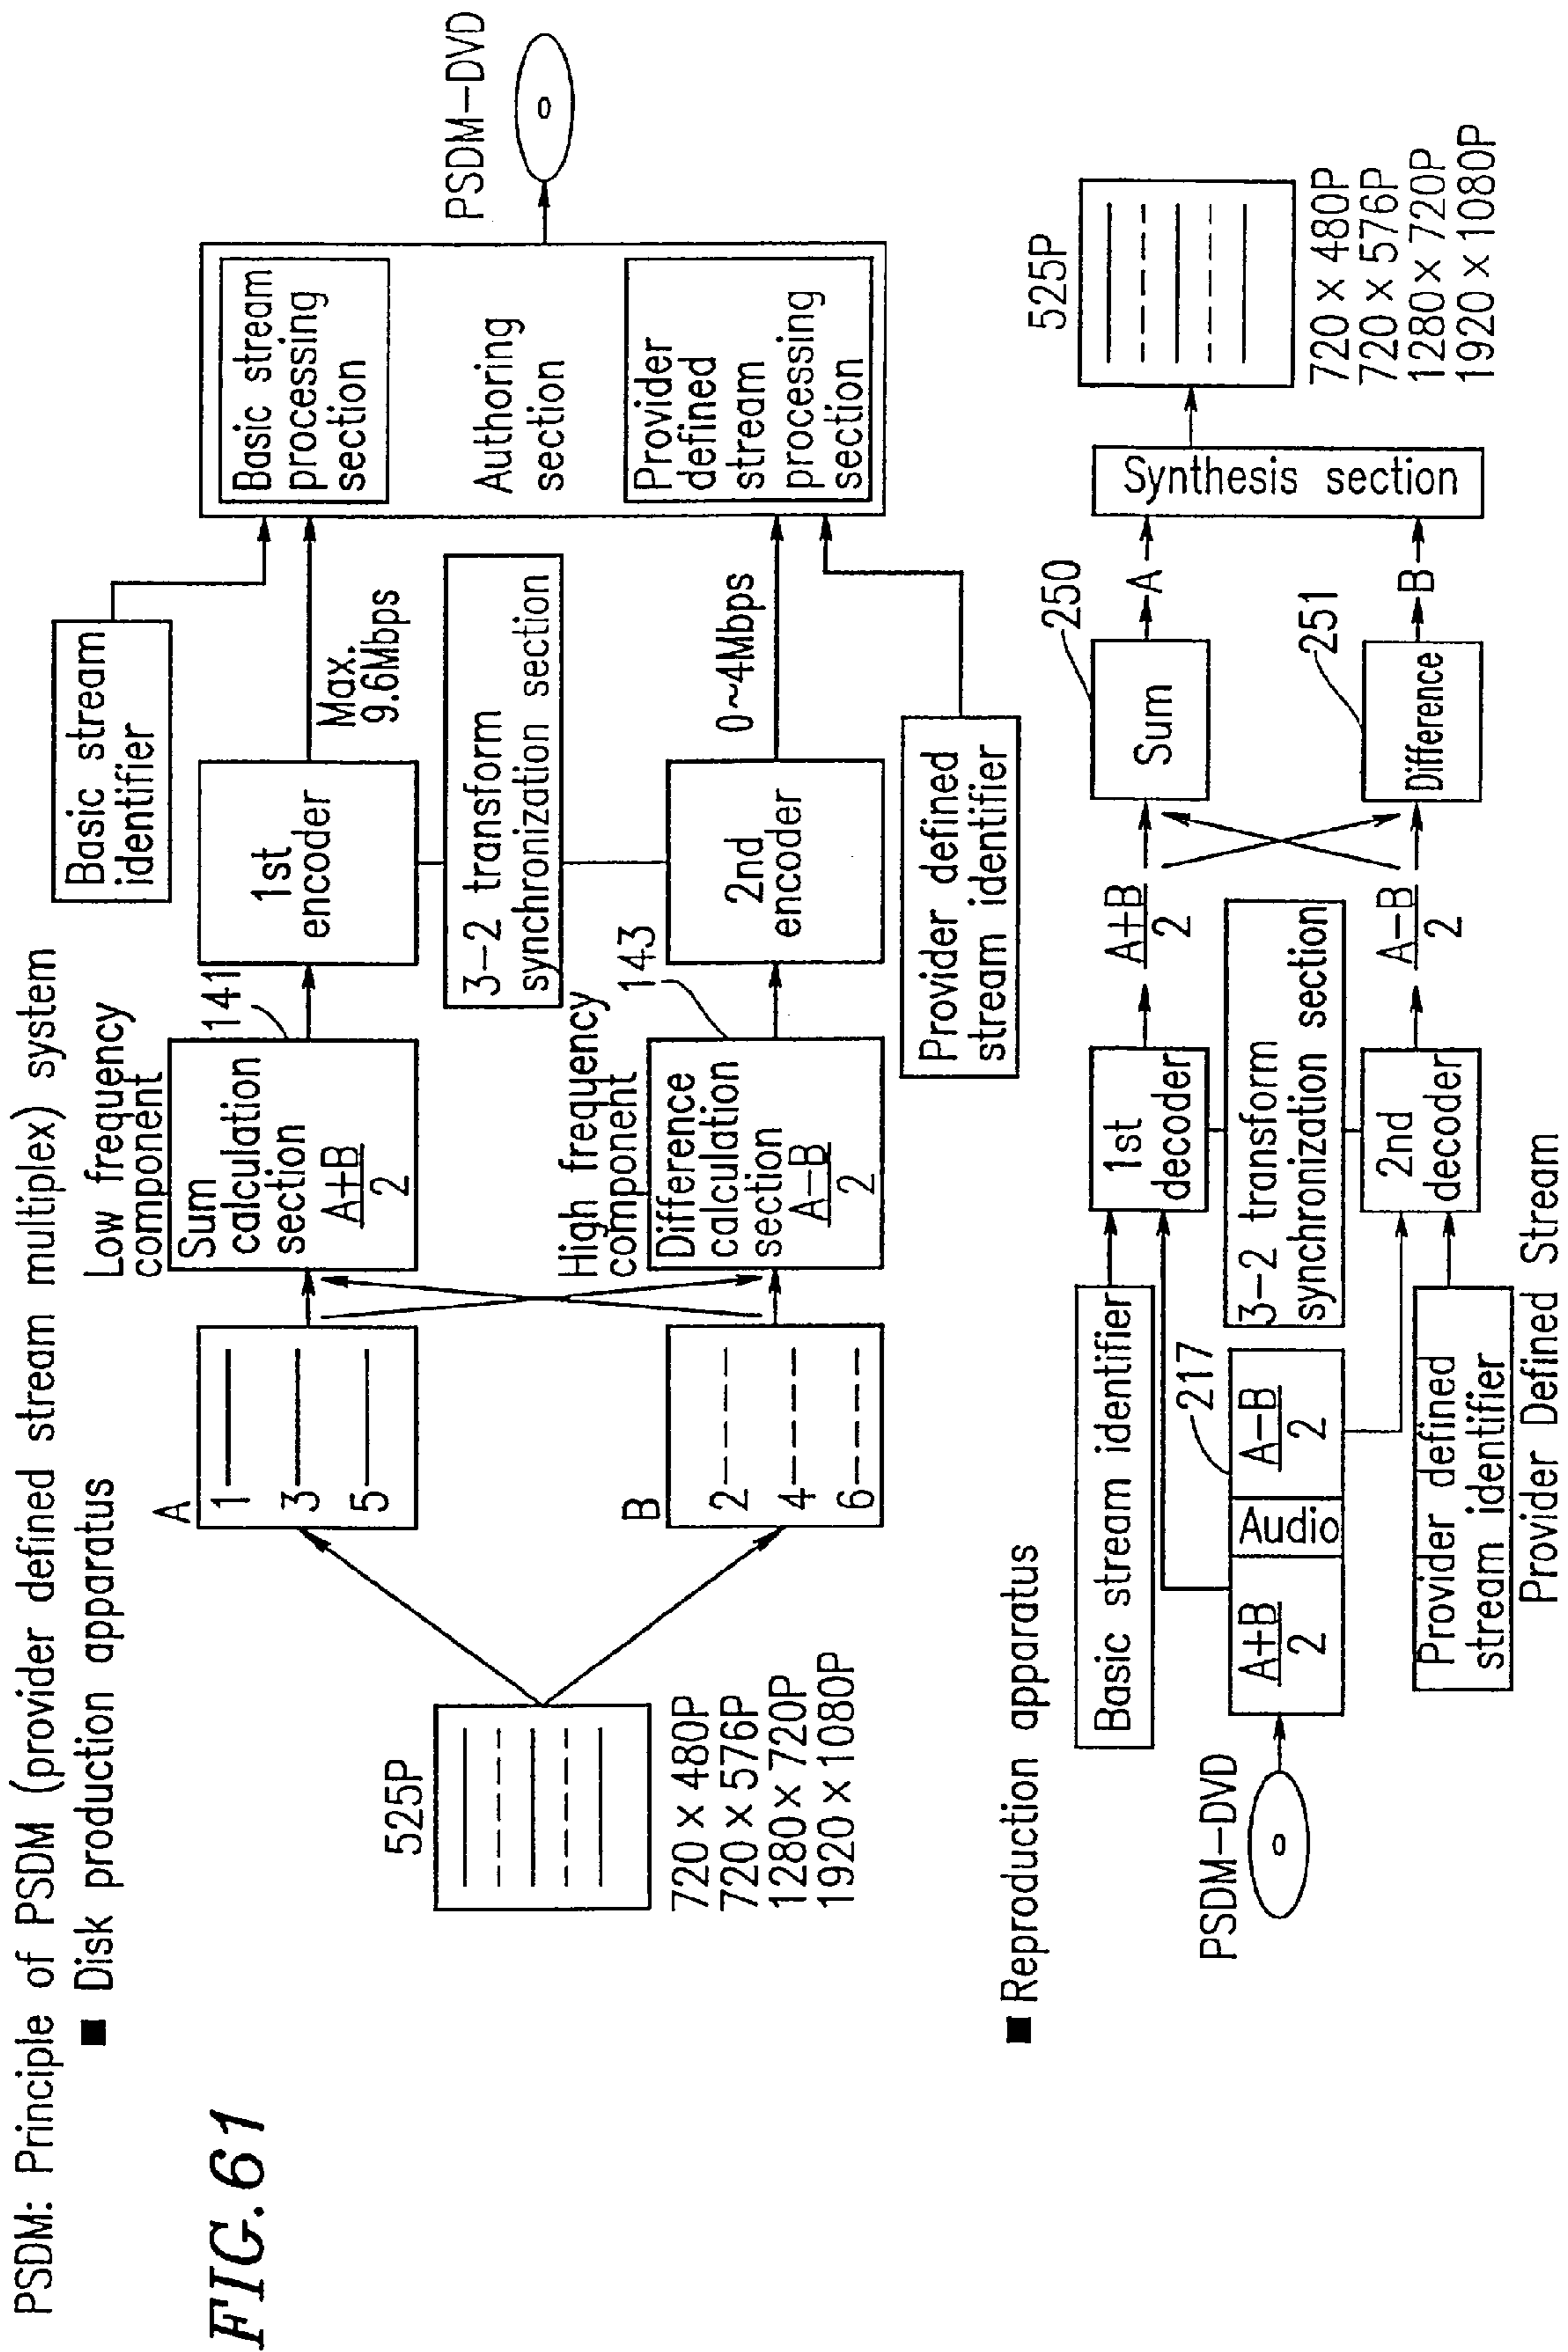 PSDM: Principle of PSDM (provider defined stream multiplex) system
FIG. 61
■ Disk production apparatus
525P
720 × 480P
720 × 576P
1280 × 720P
1920 × 1080P
A
1
3
5
B
2
4
6
Low frequency
component
Sum
calculation
section
A+B
2
141
High frequency
component
Difference
calculation
section
A−B
2
143
1st
encoder
3−2 transform
synchronization section
2nd
encoder
Basic stream
identifier
Max.
9.6Mbps
0~4Mbps
Provider defined
stream identifier
Basic stream
processing
section
Authoring
section
Provider
defined
stream
processing
section
PSDM−DVD
■ Reproduction apparatus
PSDM−DVD
A+B
2
Audio
A−B
2
217
Basic stream identifier
Provider defined
stream identifier
Provider Defined Stream
1st
decoder
3−2 transform
synchronization section
2nd
decoder
A+B
2
A−B
2
Sum
250
Difference
251
A
B
Synthesis section
525P
720 × 480P
720 × 576P
1280 × 720P
1920 × 1080P